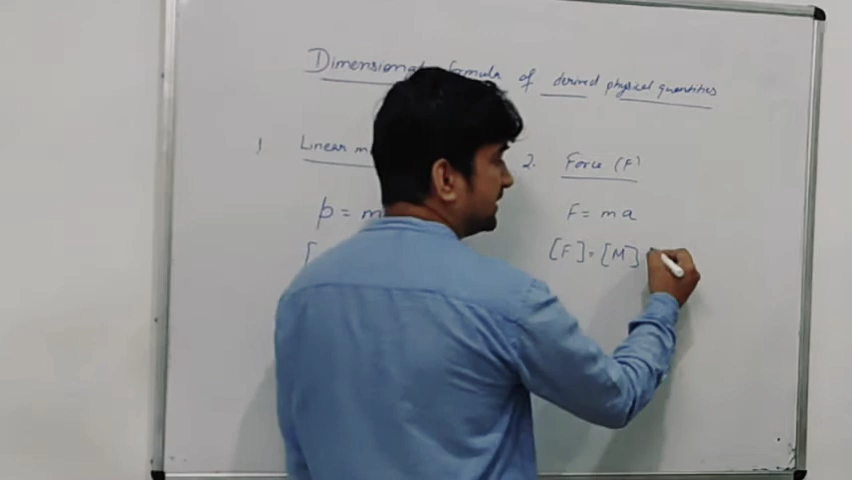 Dimensional formula of derived physical quantities
1 Linear m
2. Force (F)
p = m
F = ma
[
[F] = [M]